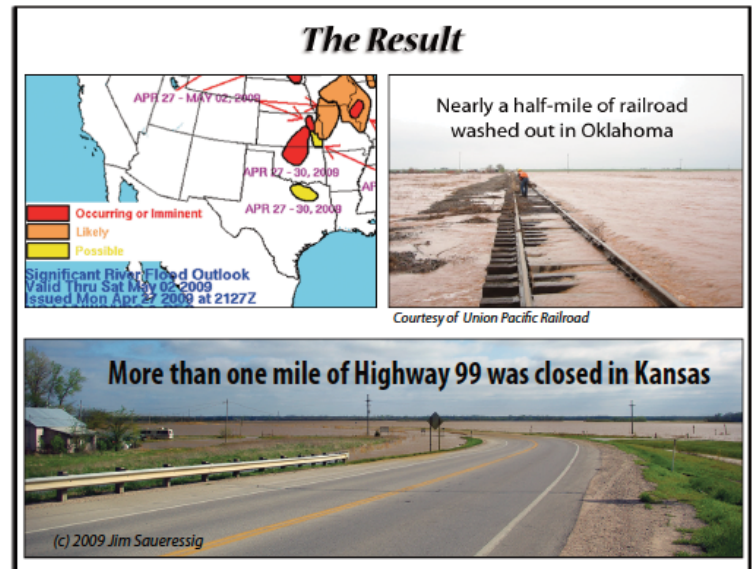 The Result
APR 27 - MAY 02, 2009
APR 27 - 30, 2009
APR 27 - 30, 2009
Occurring or Imminent
Likely
Possible
Significant River Flood Outlook
Valid Thru Sat May 02 2009
Issued Mon Apr 27 2009 at 2127Z
Nearly a half-mile of railroad
washed out in Oklahoma
Courtesy of Union Pacific Railroad
More than one mile of Highway 99 was closed in Kansas
(c) 2009 Jim Saueressig